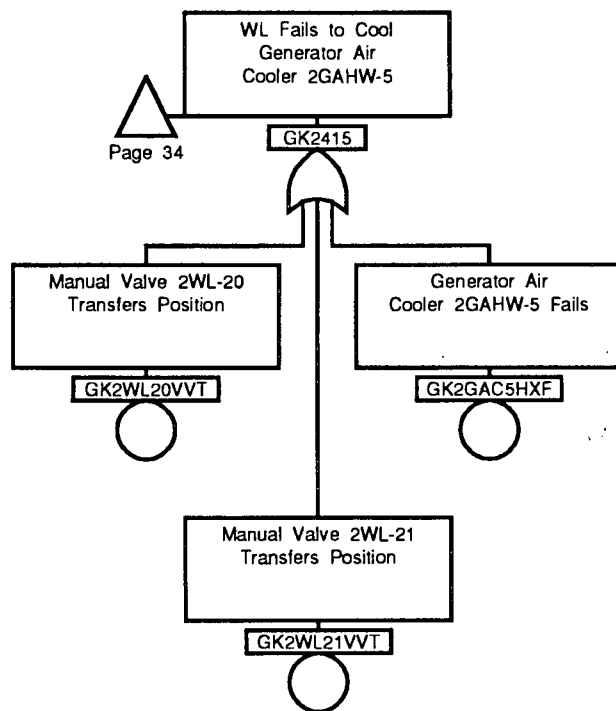 WL Fails to Cool
Generator Air
Cooler 2GAHW-5
Page 34
GK2415
Manual Valve 2WL-20
Transfers Position
GK2WL20VVT
Generator Air
Cooler 2GAHW-5 Fails
GK2GAC5HXF
Manual Valve 2WL-21
Transfers Position
GK2WL21VVT